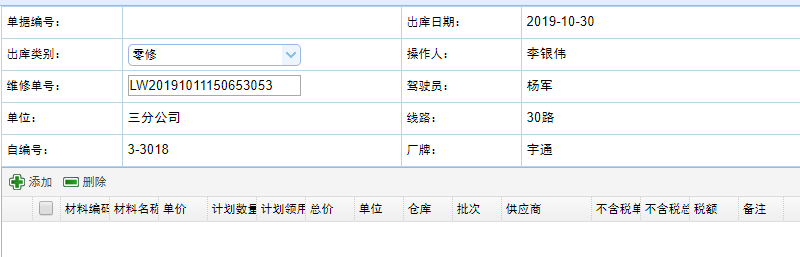 单据编号： 出库日期： 2019-10-30
出库类别： 零修 操作人： 李银伟
维修单号： LW20191011150653053 驾驶员： 杨军
单位： 三分公司 线路： 30路
自编号： 3-3018 厂牌： 宇通
添加 删除
材料编码 材料名称 单价 计划数量 计划领用 总价 单位 仓库 批次 供应商 不含税单 不含税总 税额 备注